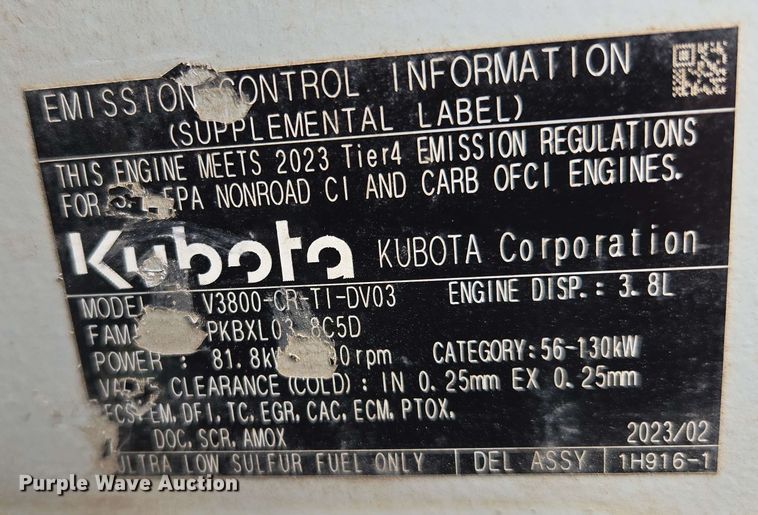 EMISSION CONTROL INFORMATION
(SUPPLEMENTAL LABEL)
THIS ENGINE MEETS 2023 Tier4 EMISSION REGULATIONS
FOR EPA NONROAD CI AND CARB OFCI ENGINES.
Kubota KUBOTA Corporation
MODEL V3800-CR-TI-DV03 ENGINE DISP.: 3.8L
POWER : 81.8kW rpm CATEGORY:56-130kW
CLEARANCE (COLD) : IN 0.25mm EX 0.25mm
DFI, TC, EGR, CAC, ECM, PTOX,
DOC, SCR, AMOX 2023/02
ULTRA LOW SULFUR FUEL ONLY DEL ASSY 1H916-1
Purple Wave Auction